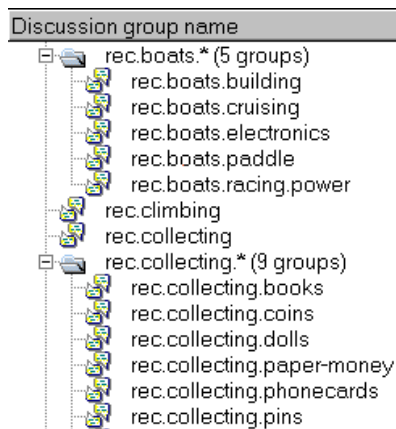 Discussion group name
rec.boats.* (5 groups)
rec.boats.building
rec.boats.cruising
rec.boats.electronics
rec.boats.paddle
rec.boats.racing.power
rec.climbing
rec.collecting
rec.collecting.* (9 groups)
rec.collecting.books
rec.collecting.coins
rec.collecting.dolls
rec.collecting.paper-money
rec.collecting.phonecards
rec.collecting.pins